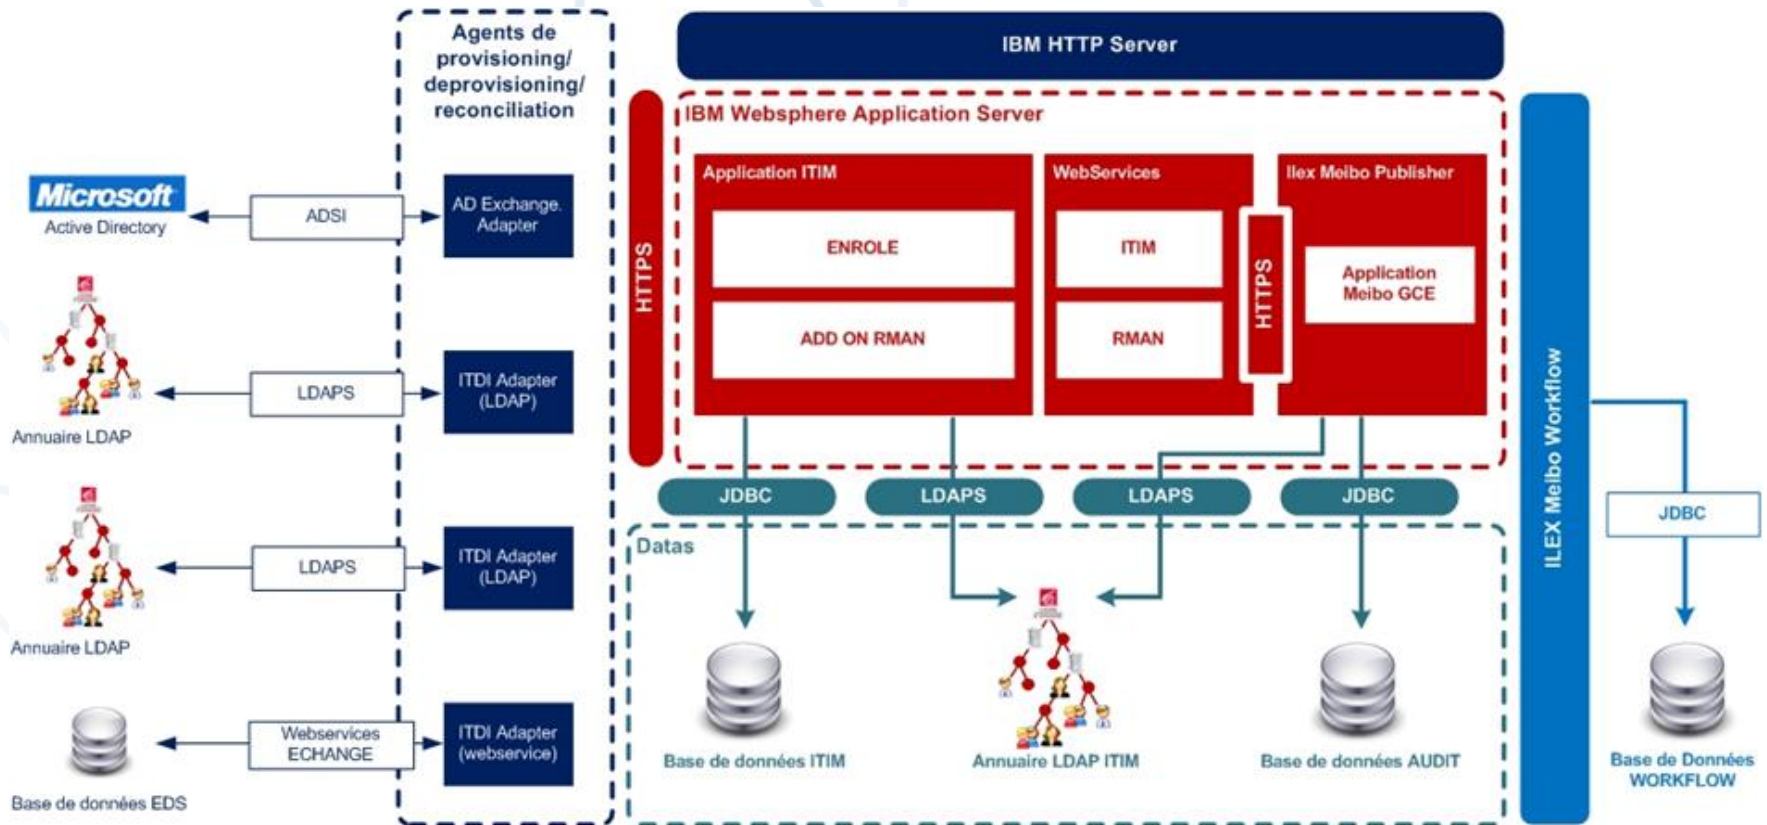 Agents de
provisioning/
deprovisioning/
reconciliation
IBM HTTP Server
IBM Websphere Application Server
HTTPS
Application ITIM
ENROLE
ADD ON RMAN
WebServices
ITIM
RMAN
HTTPS
Ilex Meibo Publisher
Application
Meibo GCE
ILEX Meibo Workflow
Microsoft
Active Directory
ADSI
AD Exchange.
Adapter
Annuaire LDAP
LDAPS
ITDI Adapter
(LDAP)
Annuaire LDAP
LDAPS
ITDI Adapter
(LDAP)
Base de données EDS
Webservices
ECHANGE
ITDI Adapter
(webservice)
JDBC
LDAPS
LDAPS
JDBC
JDBC
Datas
Base de données ITIM
Annuaire LDAP ITIM
Base de données AUDIT
Base de Données
WORKFLOW